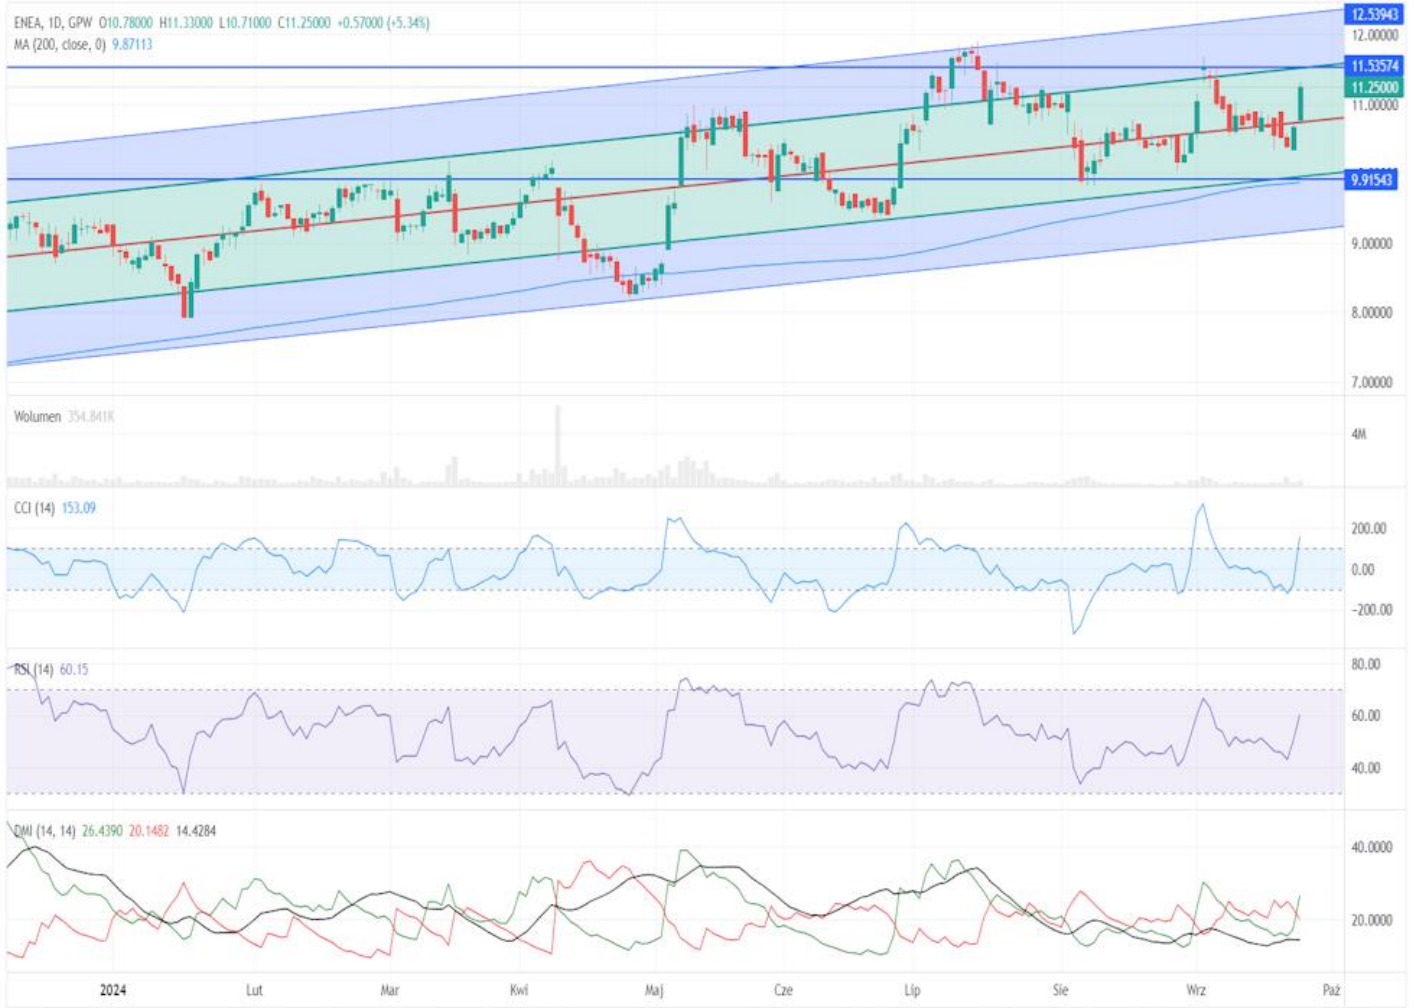 ENEA, 1D, GPW O10.78000 H11.33000 L10.71000 C11.25000 +0.57000 (+5.34%)
MA (200, close, 0) 9.87113
12.53943
12.00000
11.53574
11.25000
11.00000
9.91543
9.00000
8.00000
7.00000
Wolumen 354.841K
4M
CCI (14) 153.09
200.00
0.00
−200.00
RSI (14) 60.15
80.00
60.00
40.00
DMI (14, 14) 26.4390 20.1482 14.4284
40.0000
20.0000
2024 Lut Mar Kwi Maj Cze Lip Sie Wrz Paź